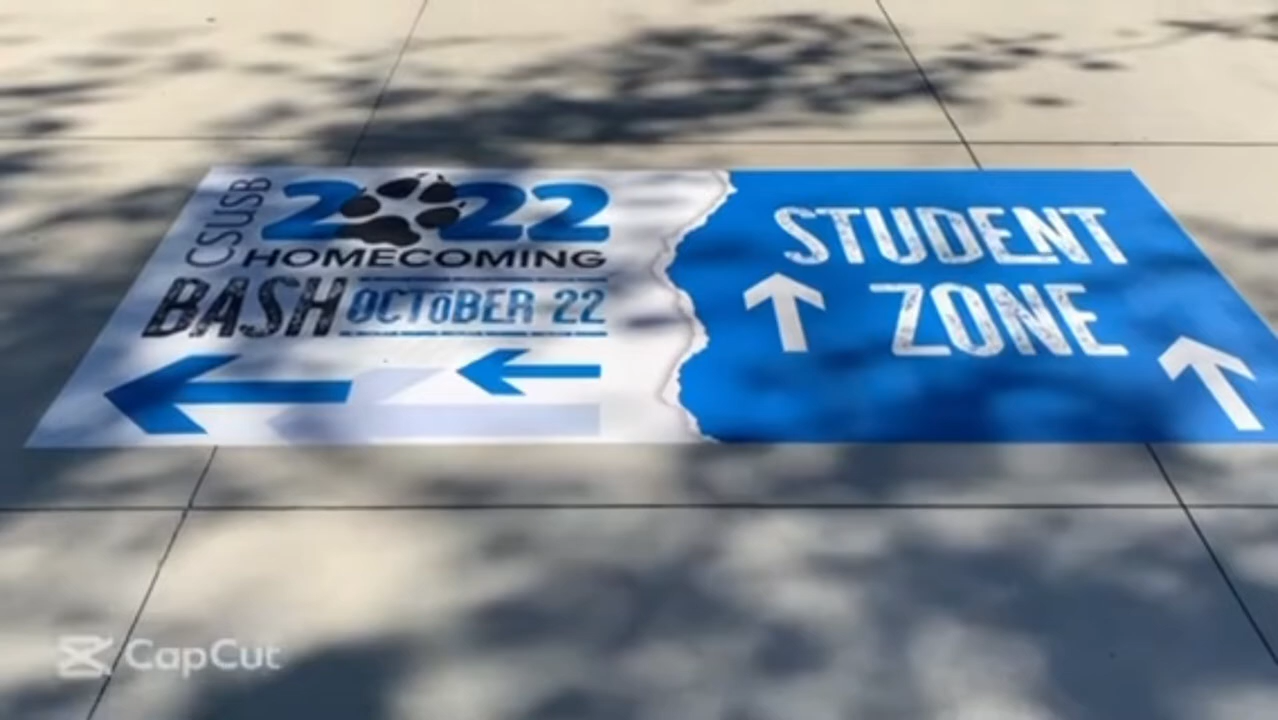 CSUSB
2022
HOMECOMING
BASH OCTOBER 22
STUDENT
ZONE
CapCut